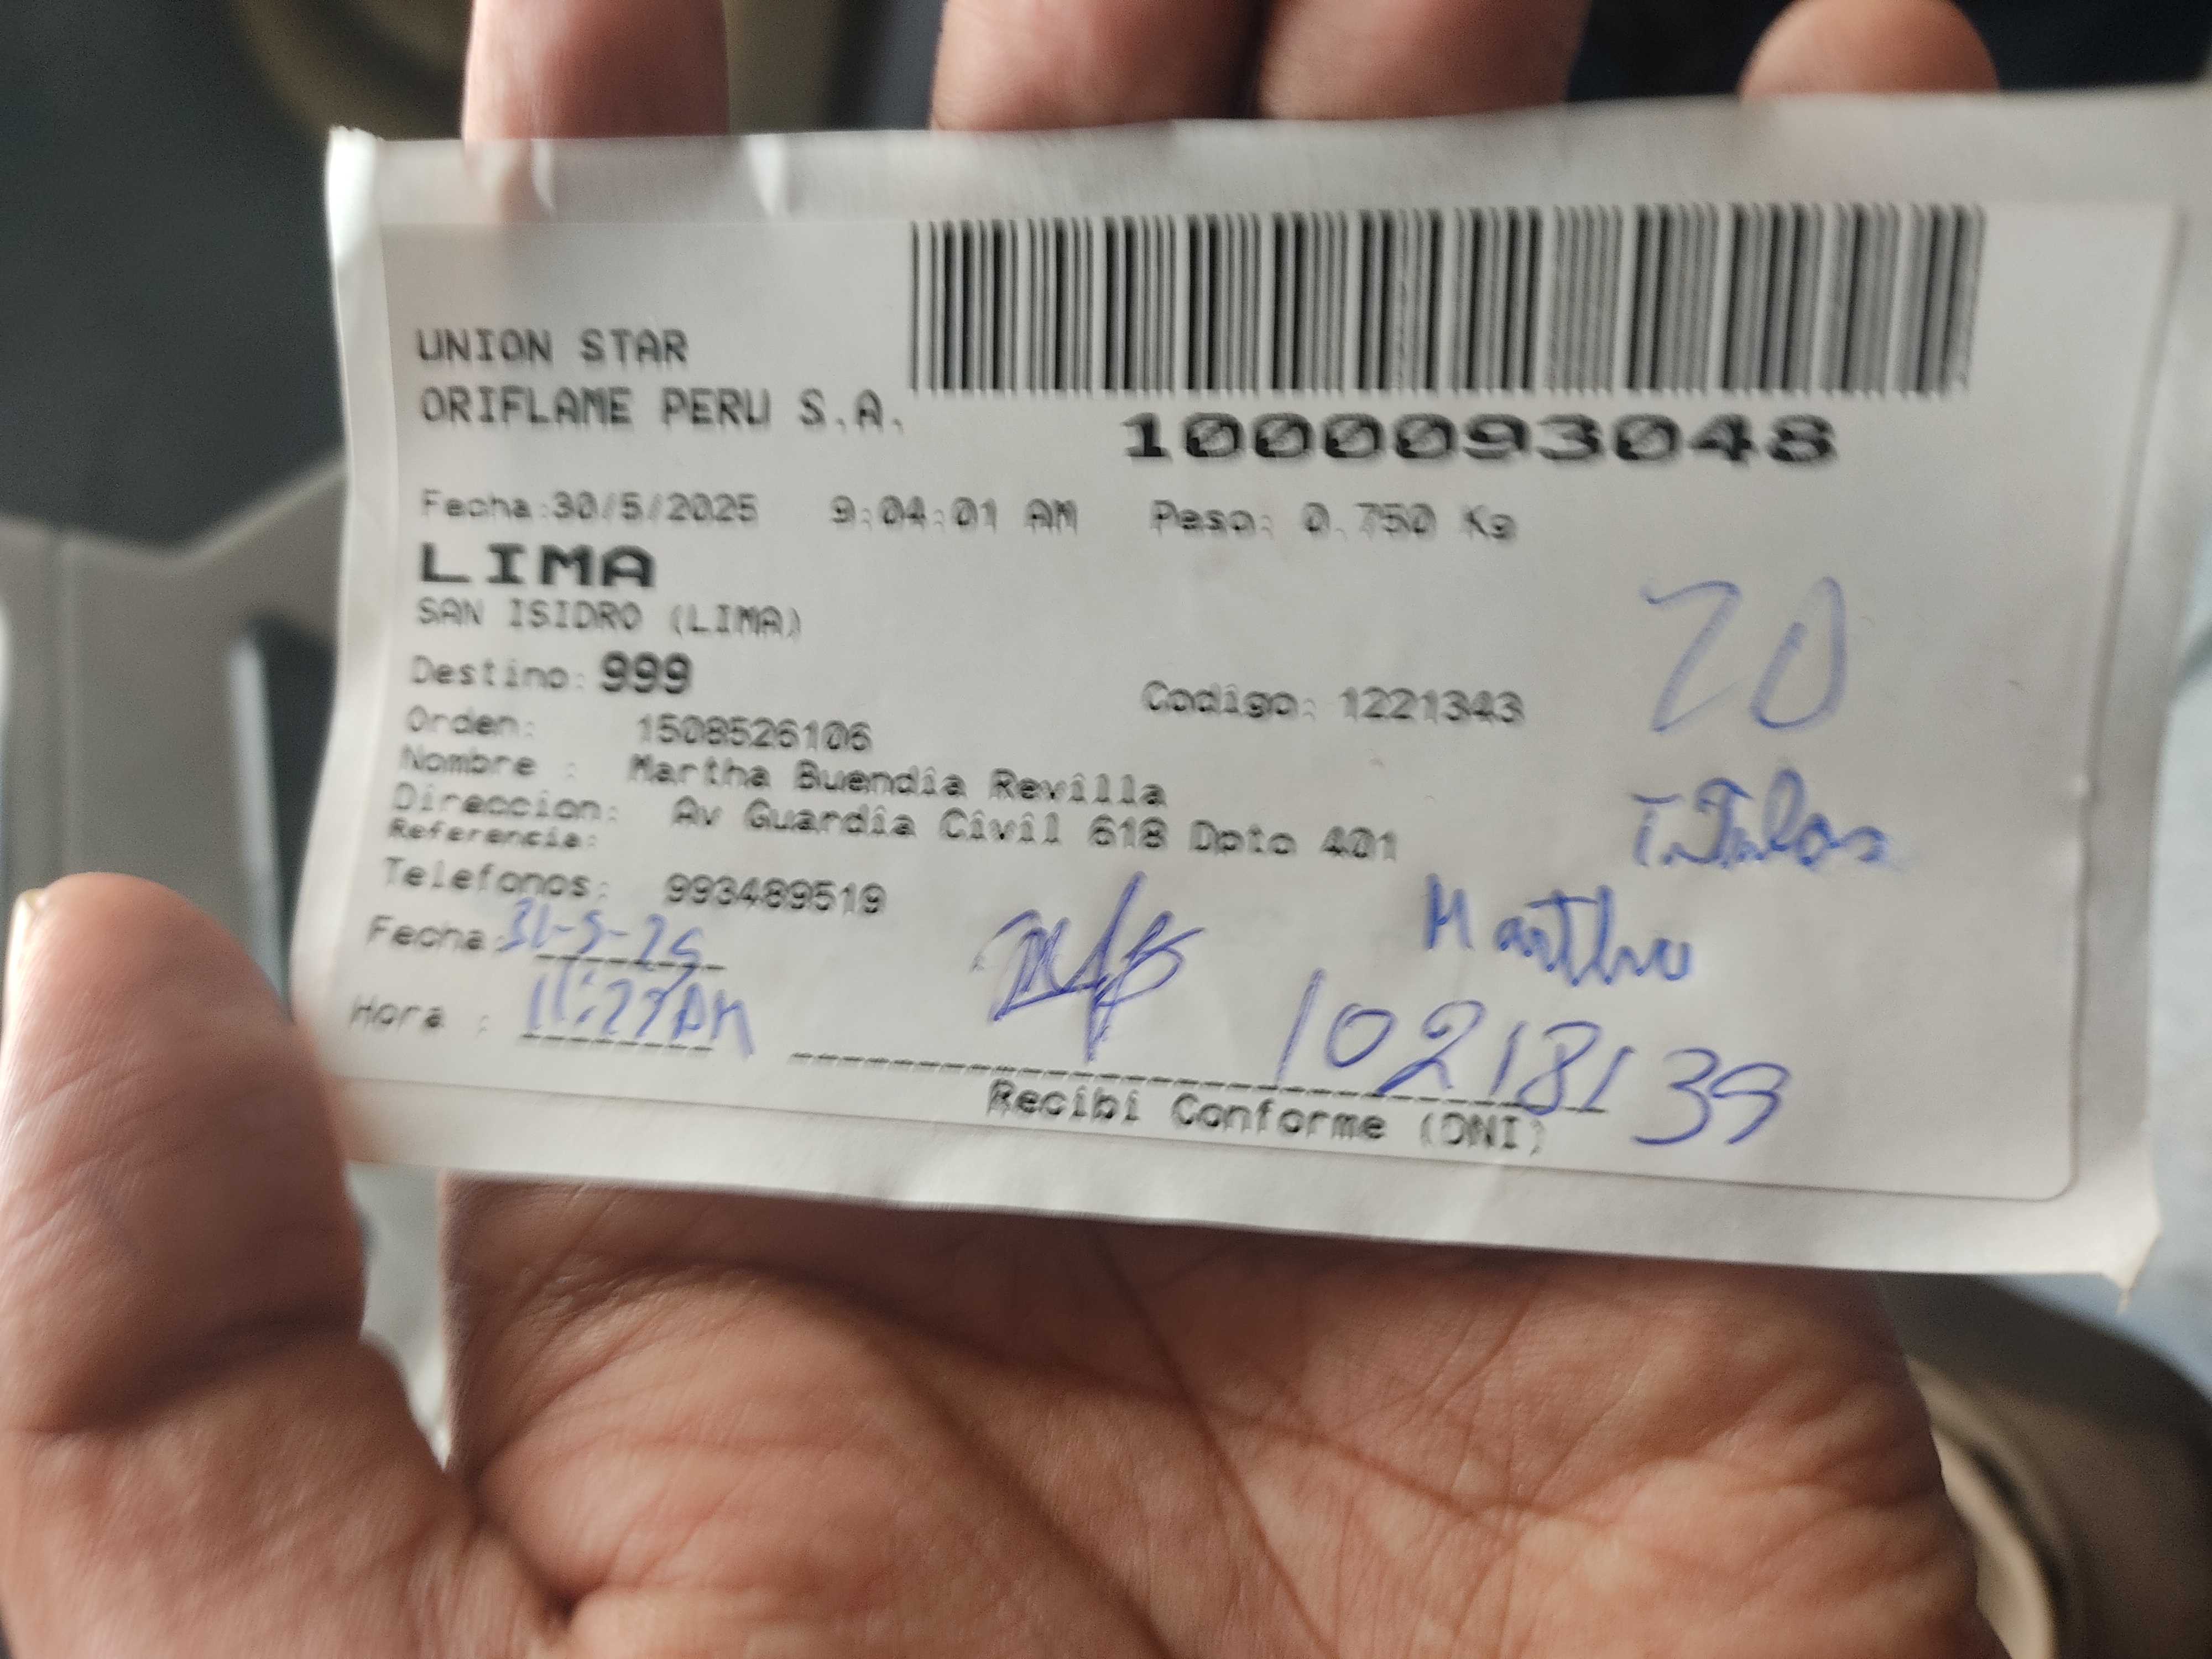 UNION STAR
ORIFLAME PERU S.A.
1000093048
Fecha:30/5/2025 9:04:01 AM Peso: 0.750 Kg
LIMA
SAN ISIDRO (LIMA)
Destino: 999
Codigo: 1221343
20
Orden: 1508526106
Nombre : Martha Buendia Revilla
Direccion: Av Guardia Civil 618 Dpto 401
Referencia:
Telefonos: 993489519
Martha
Fecha:31-5-25
Hora : 11:27AM
10218139
Recibi Conforme (DNI)